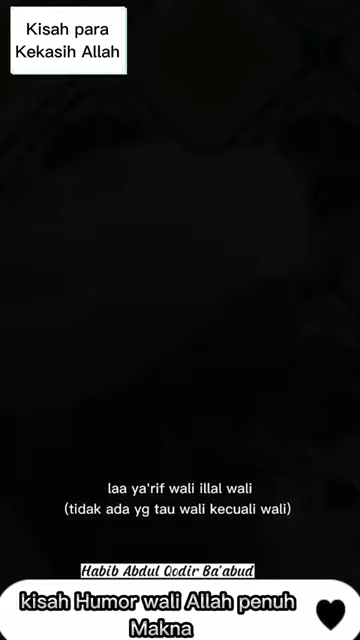 Kisah para
Kekasih Allah
laa ya'rif wali illal wali
(tidak ada yg tau wali kecuali wali)
Habib Abdul Qodir Ba'abud
kisah Humor wali Allah penuh
Makna